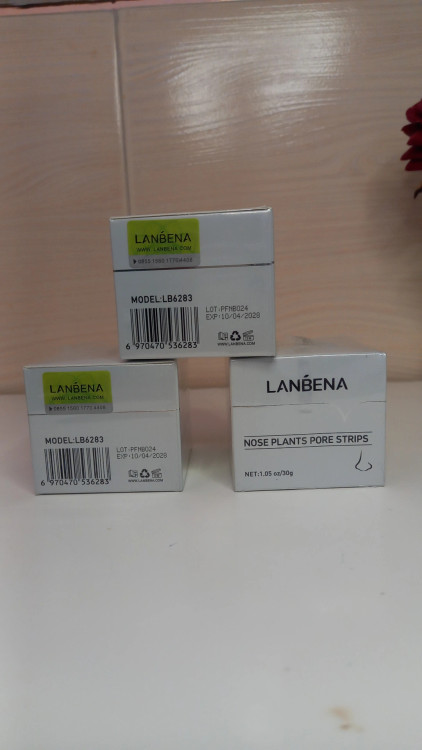 LANBENA
WWW.LANBENA.COM
MODEL:LB6283
LOT:PFMB024
EXP:10/04/2020
6 970470 536283
WWW.LANBENA.COM
LANBENA
WWW.LANBENA.COM
MODEL:LB6283
LOT:PFMB024
EXP:10/04/2020
6 970470 536283
WWW.LANBENA.COM
LANBENA
NOSE PLANTS PORE STRIPS
NET:1.05 oz/30g